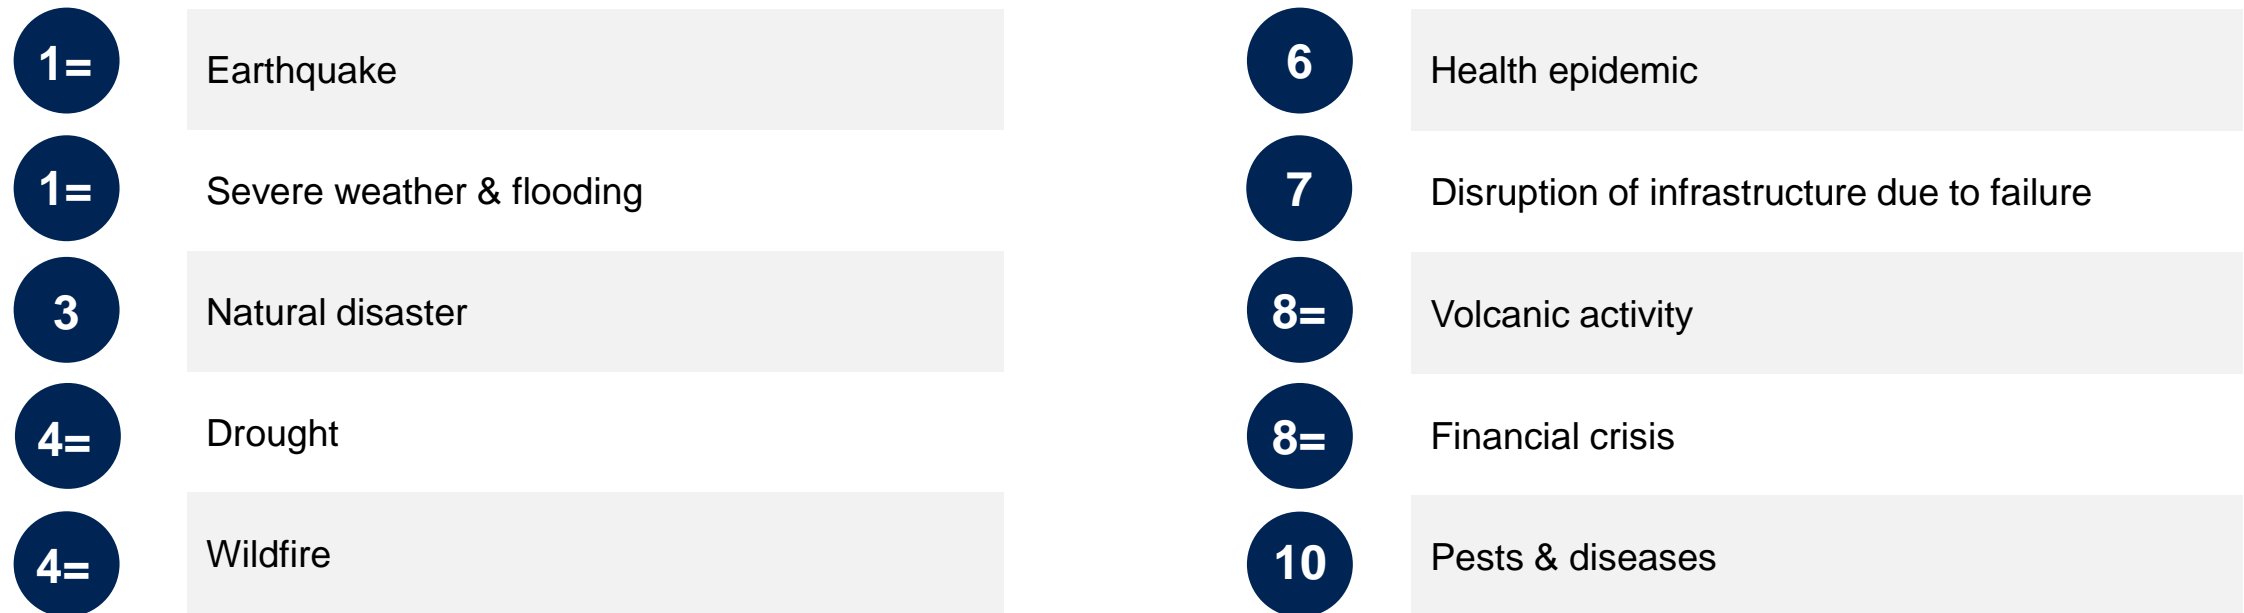 1= Earthquake
1= Severe weather & flooding
3 Natural disaster
4= Drought
4= Wildfire
6 Health epidemic
7 Disruption of infrastructure due to failure
8= Volcanic activity
8= Financial crisis
10 Pests & diseases